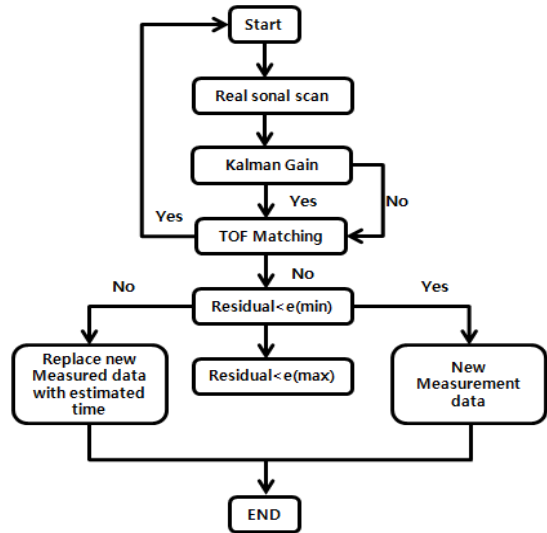 Start
Real sonal scan
Kalman Gain
Yes
No
Yes
TOF Matching
No
No
Residual<e(min)
Yes
Replace new
Measured data
with estimated
time
Residual<e(max)
New
Measurement
data
END